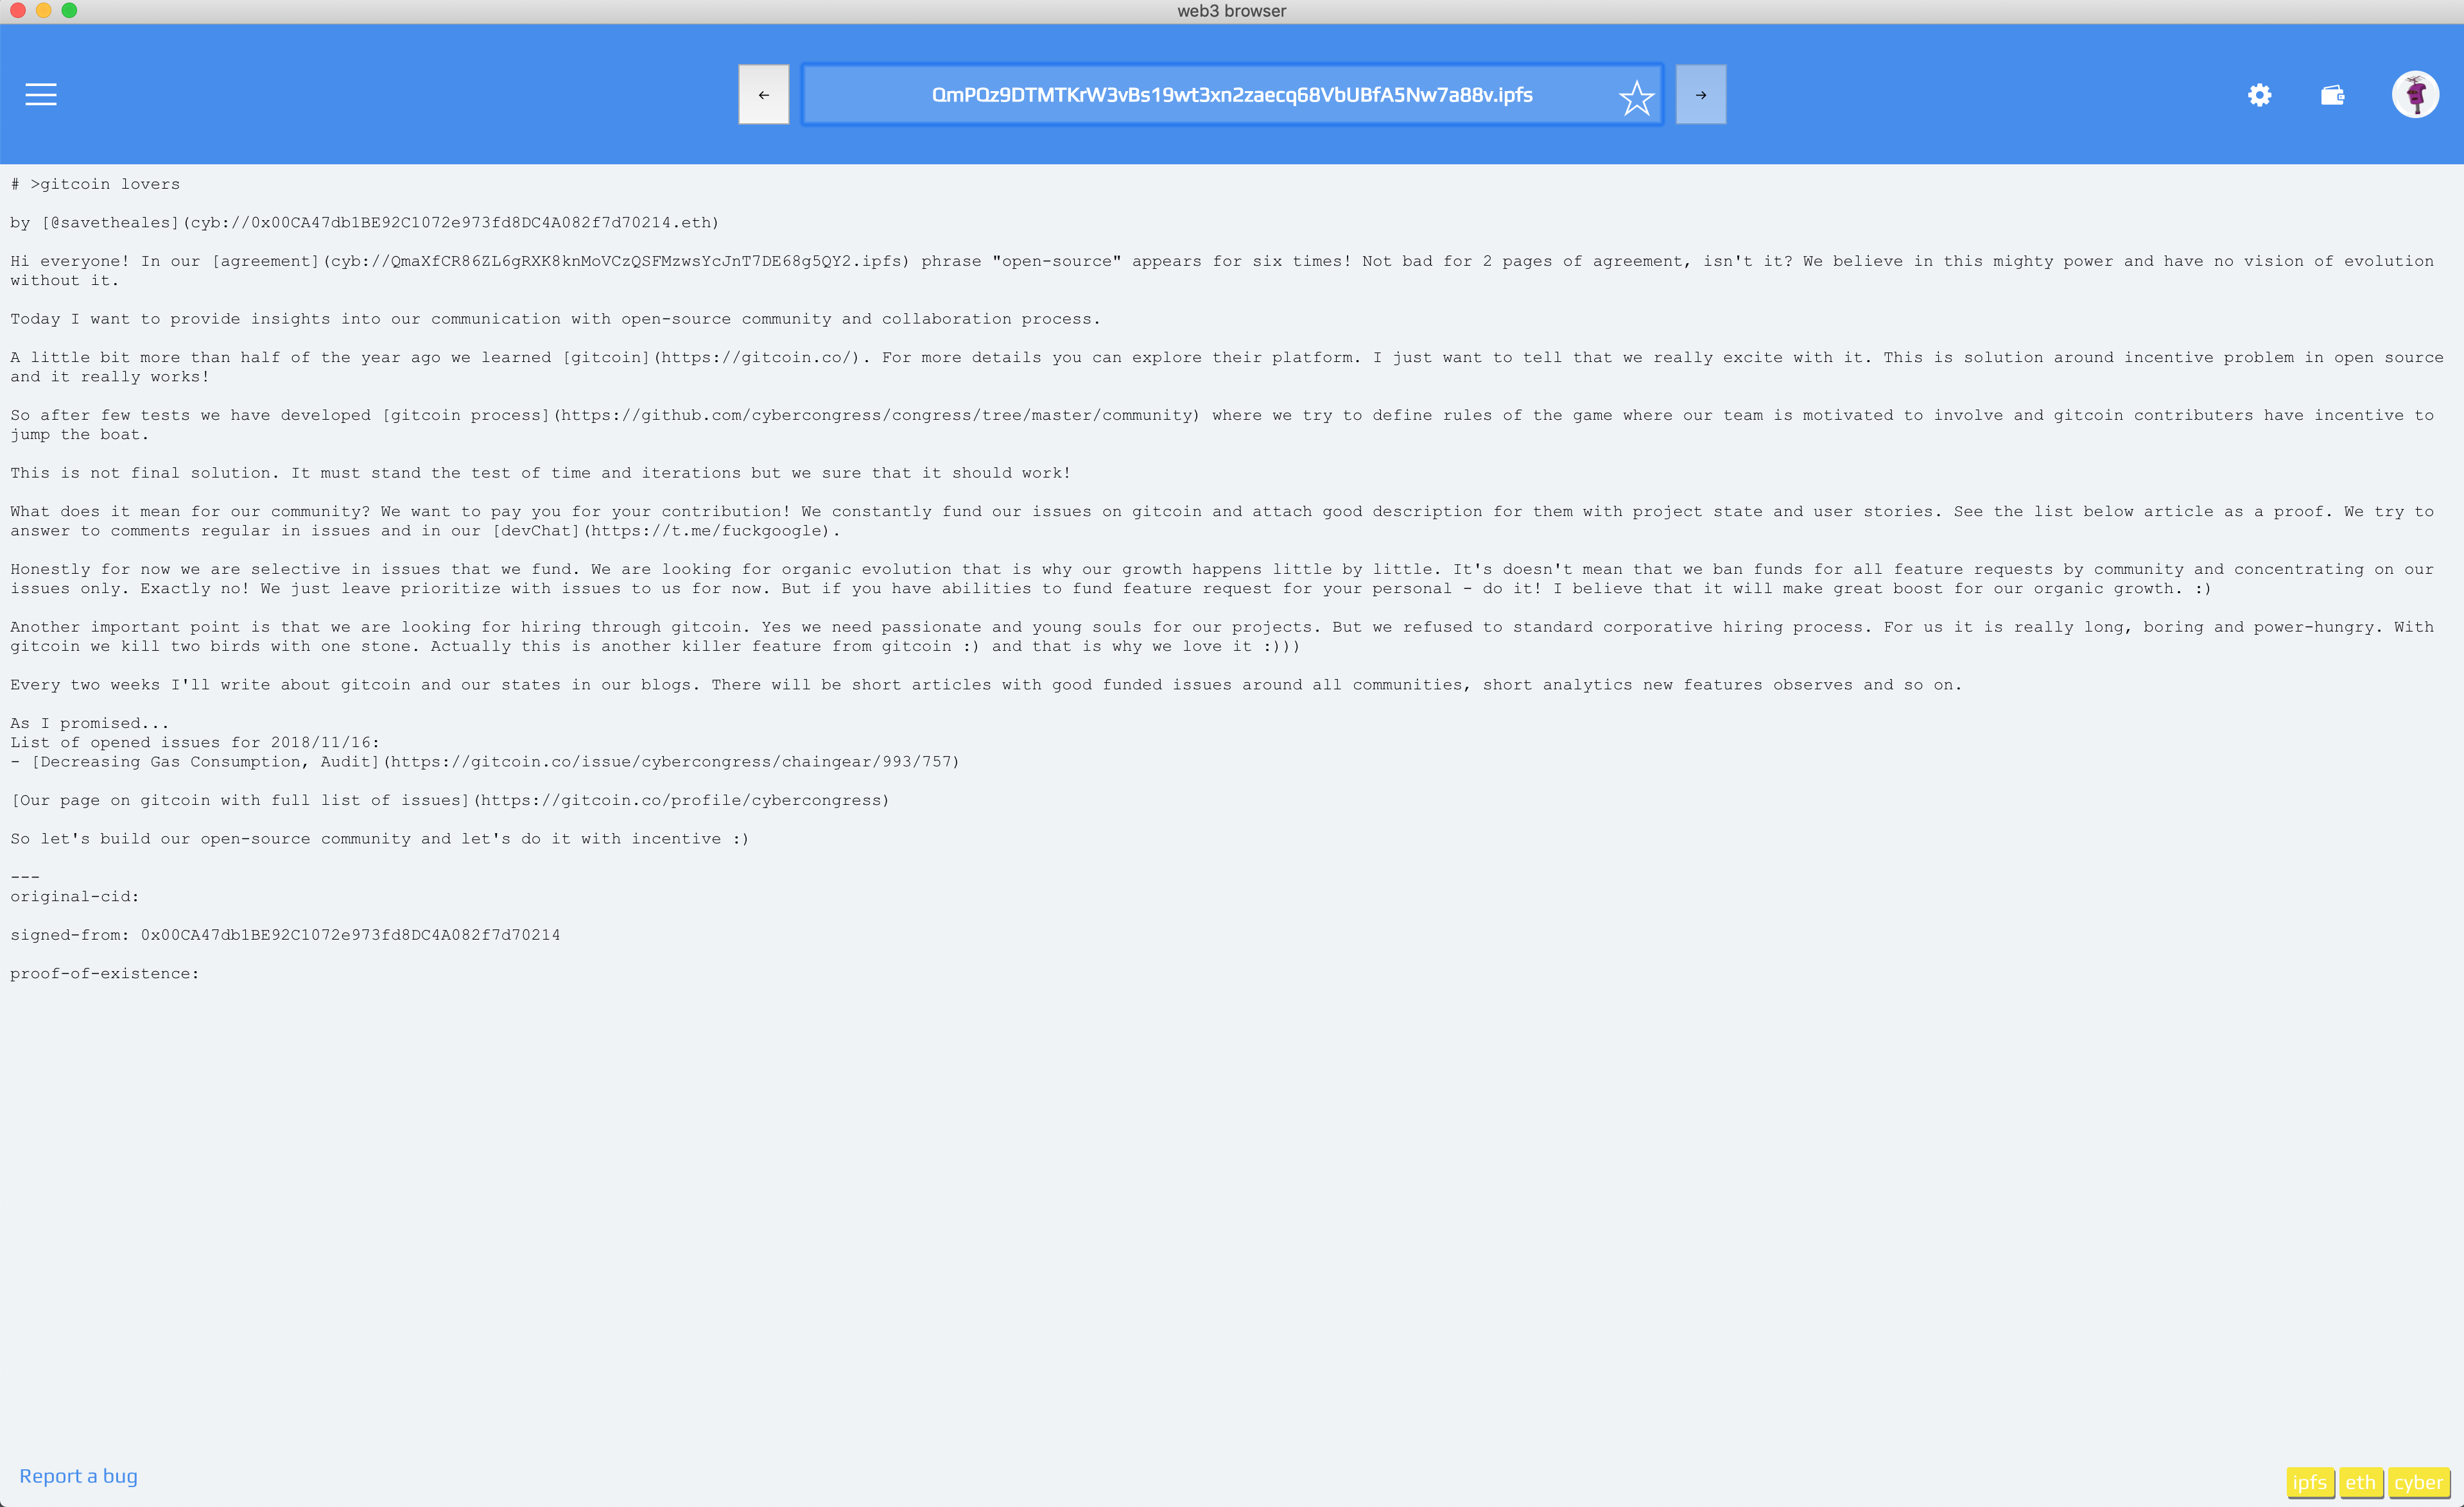 web3 browser
←
QmPQz9DTMTKrW3vBs19wt3xn2zaecq68VbUBfA5Nw7a88v.ipfs
→
# >gitcoin lovers
by [@savetheales](cyb://0x00CA47db1BE92C1072e973fd8DC4A082f7d70214.eth)
Hi everyone! In our [agreement](cyb://QmaXfCR86ZL6gRXK8knMoVCzQSFMzwsYcJnT7DE68g5QY2.ipfs) phrase "open-source" appears for six times! Not bad for 2 pages of agreement, isn't it? We believe in this mighty power and have no vision of evolution
without it.
Today I want to provide insights into our communication with open-source community and collaboration process.
A little bit more than half of the year ago we learned [gitcoin](https://gitcoin.co/). For more details you can explore their platform. I just want to tell that we really excite with it. This is solution around incentive problem in open source
and it really works!
So after few tests we have developed [gitcoin process](https://github.com/cybercongress/congress/tree/master/community) where we try to define rules of the game where our team is motivated to involve and gitcoin contributers have incentive to
jump the boat.
This is not final solution. It must stand the test of time and iterations but we sure that it should work!
What does it mean for our community? We want to pay you for your contribution! We constantly fund our issues on gitcoin and attach good description for them with project state and user stories. See the list below article as a proof. We try to
answer to comments regular in issues and in our [devChat](https://t.me/fuckgoogle).
Honestly for now we are selective in issues that we fund. We are looking for organic evolution that is why our growth happens little by little. It's doesn't mean that we ban funds for all feature requests by community and concentrating on our
issues only. Exactly no! We just leave prioritize with issues to us for now. But if you have abilities to fund feature request for your personal - do it! I believe that it will make great boost for our organic growth. :)
Another important point is that we are looking for hiring through gitcoin. Yes we need passionate and young souls for our projects. But we refused to standard corporative hiring process. For us it is really long, boring and power-hungry. With
gitcoin we kill two birds with one stone. Actually this is another killer feature from gitcoin :) and that is why we love it :)))
Every two weeks I'll write about gitcoin and our states in our blogs. There will be short articles with good funded issues around all communities, short analytics new features observes and so on.
As I promised...
List of opened issues for 2018/11/16:
- [Decreasing Gas Consumption, Audit](https://gitcoin.co/issue/cybercongress/chaingear/993/757)
[Our page on gitcoin with full list of issues](https://gitcoin.co/profile/cybercongress)
So let's build our open-source community and let's do it with incentive :)
---
original-cid:
signed-from: 0x00CA47db1BE92C1072e973fd8DC4A082f7d70214
proof-of-existence:
Report a bug
ipfs eth cyber